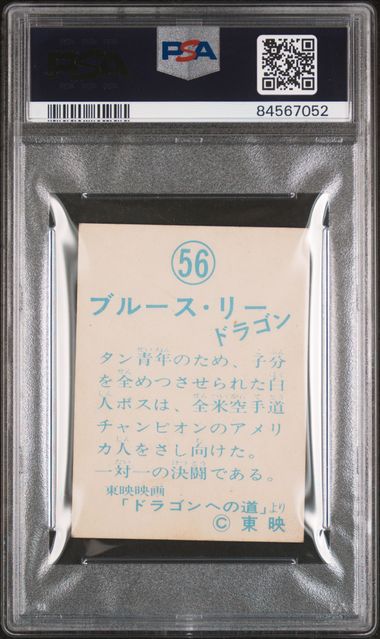 PSA
PSA
84567052
56
ブルース・リー
ドラゴン
タン青年のため、子分
を全めつさせられた白
人ボスは、全米空手道
チャンピオンのアメリ
カ人をさし向けた。
一対一の決闘である。
東映映画
「ドラゴンへの道」より
© 東映